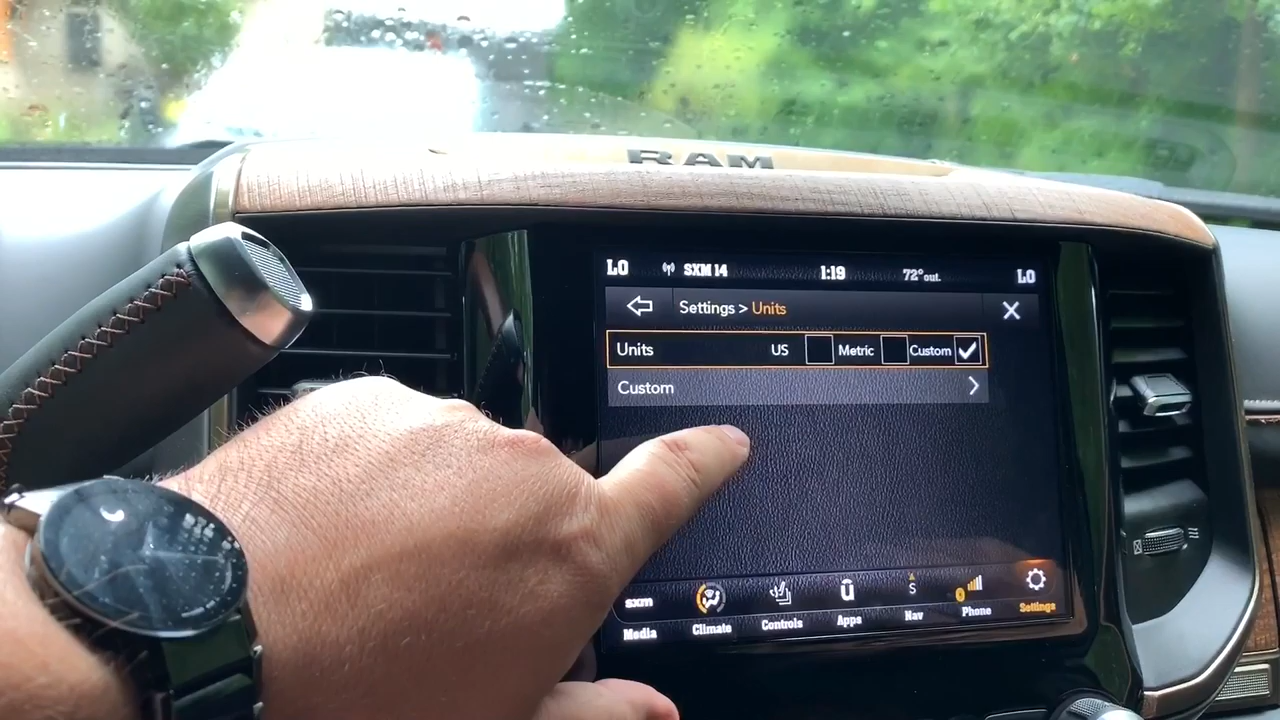 RAM
LO SXM 14 1:19 72° out. LO
Settings > Units
Units US Metric Custom
Custom
sxm
S
Media Climate Controls Apps Nav Phone Settings